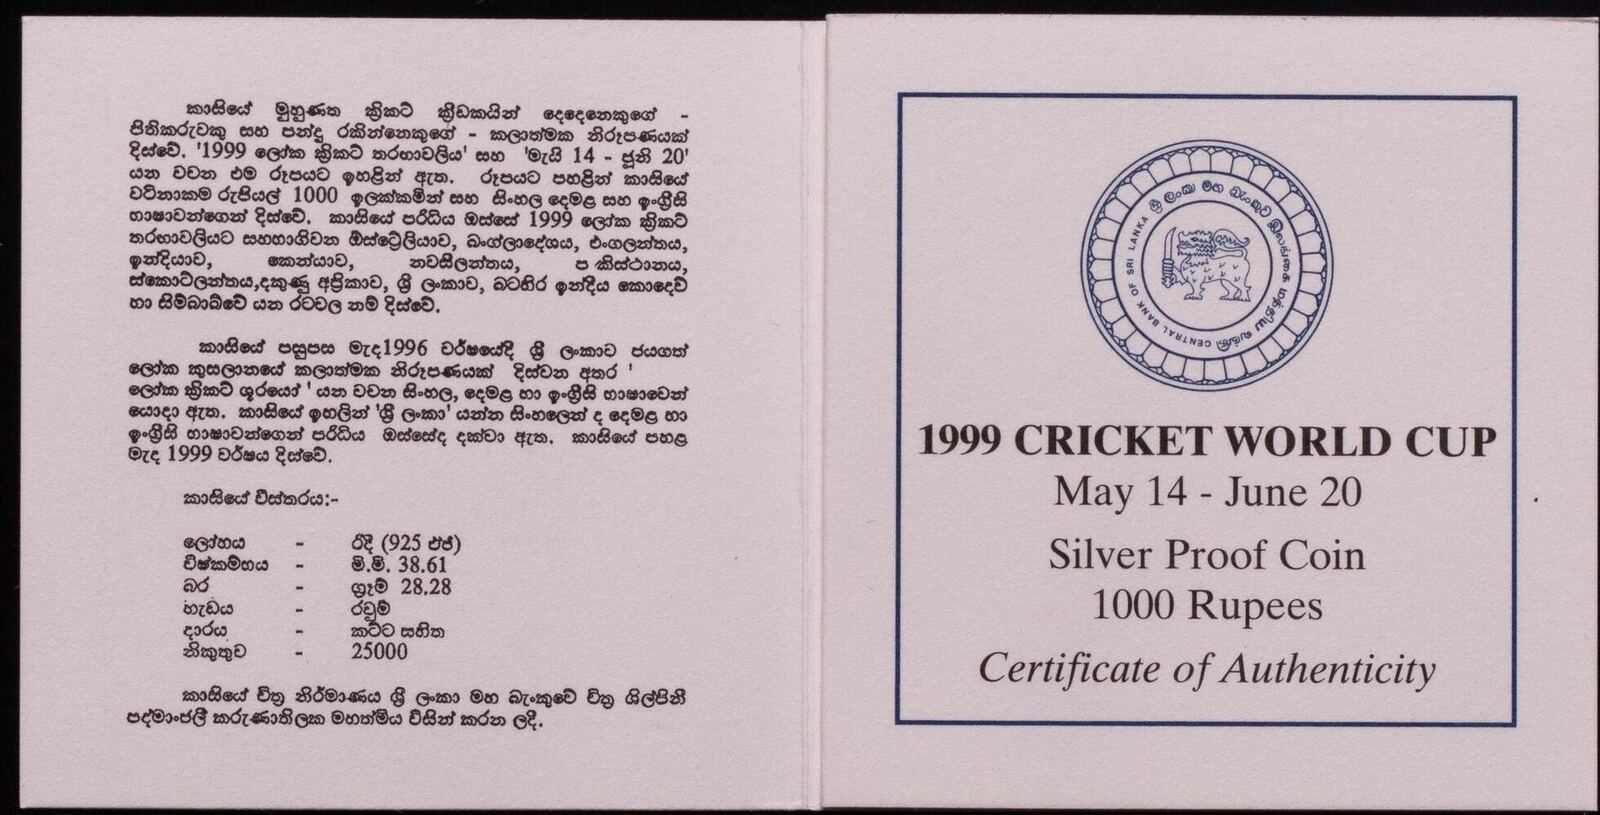 කාසියේ මුහුණත ක්‍රිකට් ක්‍රීඩකයින් දෙදෙනෙකුගේ -
පිතිකරුවකු සහ පන්දු රකින්නෙකුගේ - කලාත්මක නිරූපණයක්
දිස්වේ. '1999 ලෝක ක්‍රිකට් තරඟාවලිය' සහ 'මැයි 14 - ජූනි 20'
යන වචන එම රූපයට ඉහළින් ඇත. රූපයට පහළින් කාසියේ
වටිනාකම රුපියල් 1000 ඉලක්කමින් සහ සිංහල දෙමළ සහ ඉංග්‍රීසි
භාෂාවන්ගෙන් දිස්වේ. කාසියේ පරිධිය ඔස්සේ 1999 ලෝක ක්‍රිකට්
තරඟාවලියට සහභාගිවන ඕස්ට්‍රේලියාව, බංග්ලාදේශය, එංගලන්තය,
ඉන්දියාව, කෙන්යාව, නවසීලන්තය, ප කිස්ථානය,
ස්කොට්ලන්තය,දකුණු අප්‍රිකාව, ශ්‍රී ලංකාව, බටහිර ඉන්දීය කොදෙව්
හා සිම්බාබ්වේ යන රටවල නම් දිස්වේ.
කාසියේ පසුපස මැද1996 වර්ෂයේදී ශ්‍රී ලංකාව ජයගත්
ලෝක කුසලානයේ කලාත්මක නිරූපණයක් දිස්වන අතර '
ලෝක ක්‍රිකට් ශූරයෝ ' යන වචන සිංහල, දෙමළ හා ඉංග්‍රීසි භාෂාවෙන්
යොදා ඇත. කාසියේ ඉහලින් 'ශ්‍රී ලංකා' යන්න සිංහලෙන් ද දෙමළ හා
ඉංග්‍රීසි භාෂාවන්ගෙන් පරිධිය ඔස්සේද දක්වා ඇත. කාසියේ පහළ
මැද 1999 වර්ෂය දිස්වේ.
කාසියේ විස්තරය:-
ලෝහය - රිදී (925 ඒජ්)
විෂ්කම්භය - මි.මි. 38.61
බර - ග්‍රෑම් 28.28
හැඩය - රවුම්
දාරය - කට්ට සහිත
නිකුතුව - 25000
කාසියේ චිත්‍ර නිර්මාණය ශ්‍රී ලංකා මහ බැංකුවේ චිත්‍ර ශිල්පිනී
පද්මාංජලී කරුණාතිලක මහත්මිය විසින් කරන ලදී.
ශ්‍රී ලංකා මහ බැංකුව
இலங்கை மத்திய வங்கி
CENTRAL BANK OF SRI LANKA
1999 CRICKET WORLD CUP
May 14 - June 20
Silver Proof Coin
1000 Rupees
Certificate of Authenticity